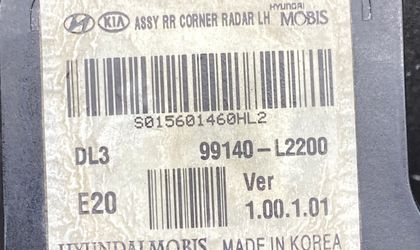 KIA ASSY RR CORNER RADAR LH HYUNDAI MOBIS
S015601460HL2
DL3 99140-L2200
E20 Ver 1.00.1.01
HYUNDAI MOBIS MADE IN KOREA